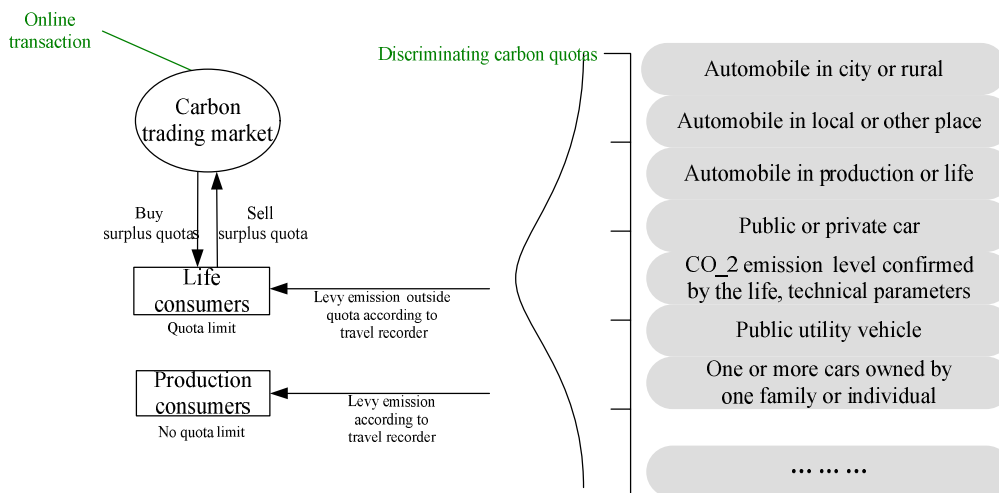 Online
transaction
Carbon
trading market
Buy
surplus quotas
Sell
surplus quota
Life
consumers
Quota limit
Levy emission outside
quota according to
travel recorder
Production
consumers
No quota limit
Levy emission
according to
travel recorder
Discriminating carbon quotas
Automobile in city or rural
Automobile in local or other place
Automobile in production or life
Public or private car
CO_2 emission level confirmed
by the life, technical parameters
Public utility vehicle
One or more cars owned by
one family or individual
... ... ...